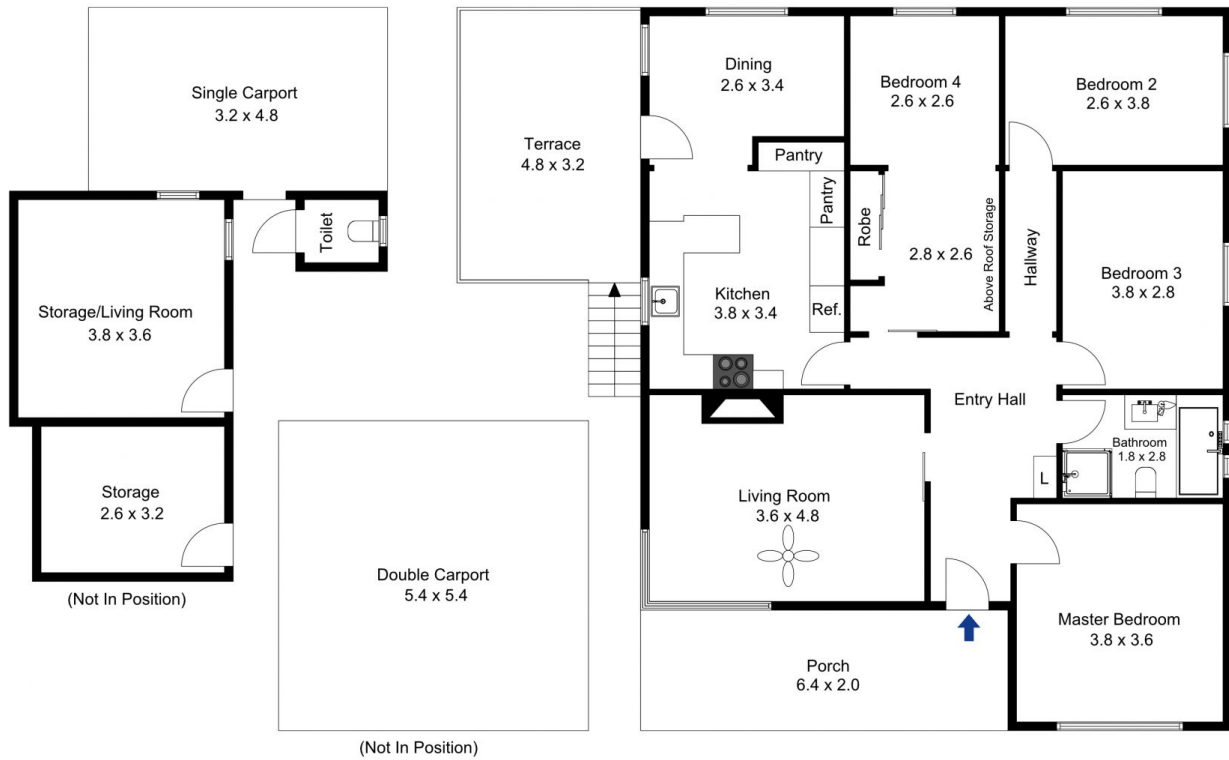 Single Carport
3.2 x 4.8
Toilet
Storage/Living Room
3.8 x 3.6
Storage
2.6 x 3.2
(Not In Position)
Double Carport
5.4 x 5.4
(Not In Position)
Terrace
4.8 x 3.2
Dining
2.6 x 3.4
Pantry
Pantry
Kitchen
3.8 x 3.4
Ref.
Bedroom 4
2.6 x 2.6
Robe
2.8 x 2.6
Above Roof Storage
Bedroom 2
2.6 x 3.8
Hallway
Bedroom 3
3.8 x 2.8
Entry Hall
Bathroom
1.8 x 2.8
L
Living Room
3.6 x 4.8
Master Bedroom
3.8 x 3.6
Porch
6.4 x 2.0